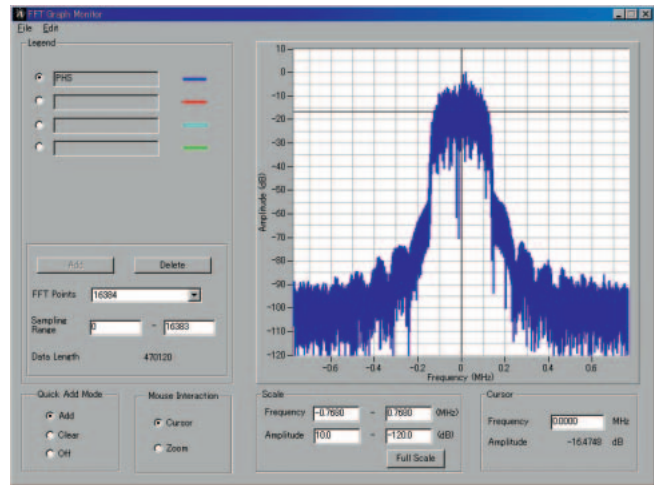 FFT Graph Monitor
File Edit
Legend
PHS
Add Delete
FFT Points 16384
Sampling Range 0 - 16383
Data Length 470120
Quick Add Mode
Add
Clear
Off
Mouse Interaction
Cursor
Zoom
10
0
-10
-20
-30
-40
-50
-60
-70
-80
-90
-100
-110
-120
Amplitude (dB)
-0.6 -0.4 -0.2 0 0.2 0.4 0.6
Frequency (MHz)
Scale
Frequency -0.7680 - 0.7680 (MHz)
Amplitude 10.0 - -120.0 (dB)
Full Scale
Cursor
Frequency 0.0000 MHz
Amplitude -16.4748 dB